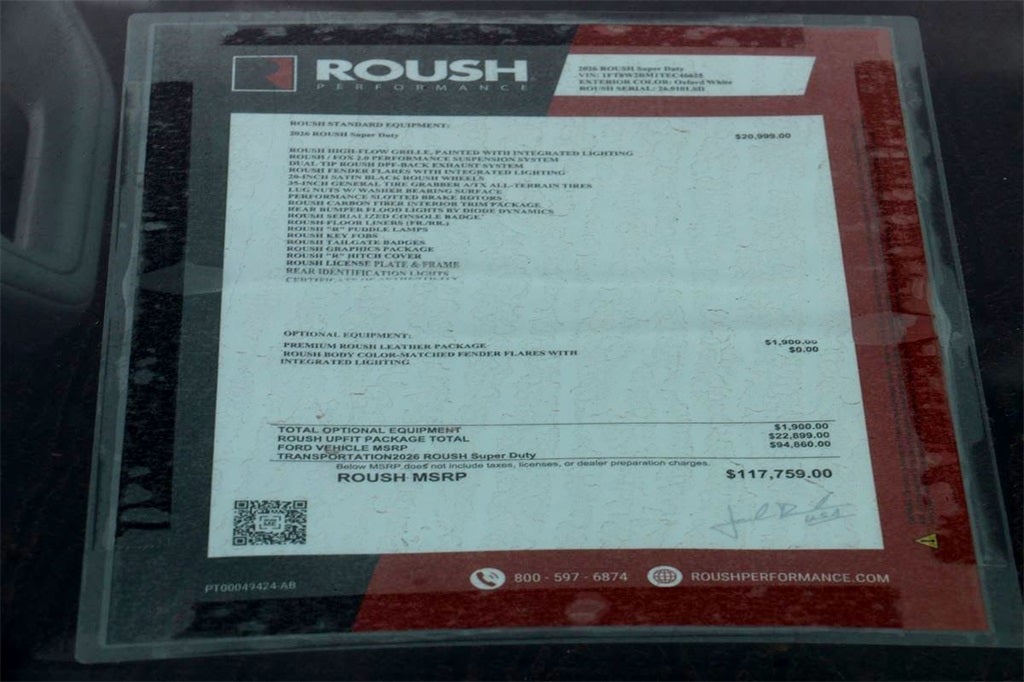 ROUSH
PERFORMANCE
2026 ROUSH Super Duty
VIN: 1FT8W2BM1TEC46625
EXTERIOR COLOR: Oxford White
ROUSH SERIAL:
ROUSH STANDARD EQUIPMENT:
2026 ROUSH Super Duty $20,999.00
ROUSH HIGH-FLOW GRILLE, PAINTED WITH INTEGRATED LIGHTING
ROUSH / FOX 2.0 PERFORMANCE SUSPENSION SYSTEM
DUAL TIP ROUSH DPF-BACK EXHAUST SYSTEM
ROUSH FENDER FLARES WITH INTEGRATED LIGHTING
20-INCH SATIN BLACK ROUSH WHEELS
35-INCH GENERAL TIRE GRABBER A/TX ALL-TERRAIN TIRES
LUG NUTS W/ WASHER BEARING SURFACE
PERFORMANCE SLOTTED BRAKE ROTORS
ROUSH CARBON FIBER INTERIOR TRIM PACKAGE
REAR BUMPER FLOOD LIGHTS BY DIODE DYNAMICS
ROUSH SERIALIZED CONSOLE BADGE
ROUSH FLOOR LINERS (FR./RR.)
ROUSH "R" PUDDLE LAMPS
ROUSH KEY FOBS
ROUSH TAILGATE BADGES
ROUSH GRAPHICS PACKAGE
ROUSH "R" HITCH COVER
ROUSH LICENSE PLATE & FRAME
REAR IDENTIFICATION LIGHTS
CERTIFICATE OF AUTHENTICITY
OPTIONAL EQUIPMENT:
PREMIUM ROUSH LEATHER PACKAGE $1,900.00
ROUSH BODY COLOR-MATCHED FENDER FLARES WITH $0.00
INTEGRATED LIGHTING
TOTAL OPTIONAL EQUIPMENT $1,900.00
ROUSH UPFIT PACKAGE TOTAL $22,899.00
FORD VEHICLE MSRP $94,860.00
TRANSPORTATION2026 ROUSH Super Duty
Below MSRP does not include taxes, licenses, or dealer preparation charges.
ROUSH MSRP $117,759.00
PT00049424-AB
800 - 597 - 6874 ROUSHPERFORMANCE.COM